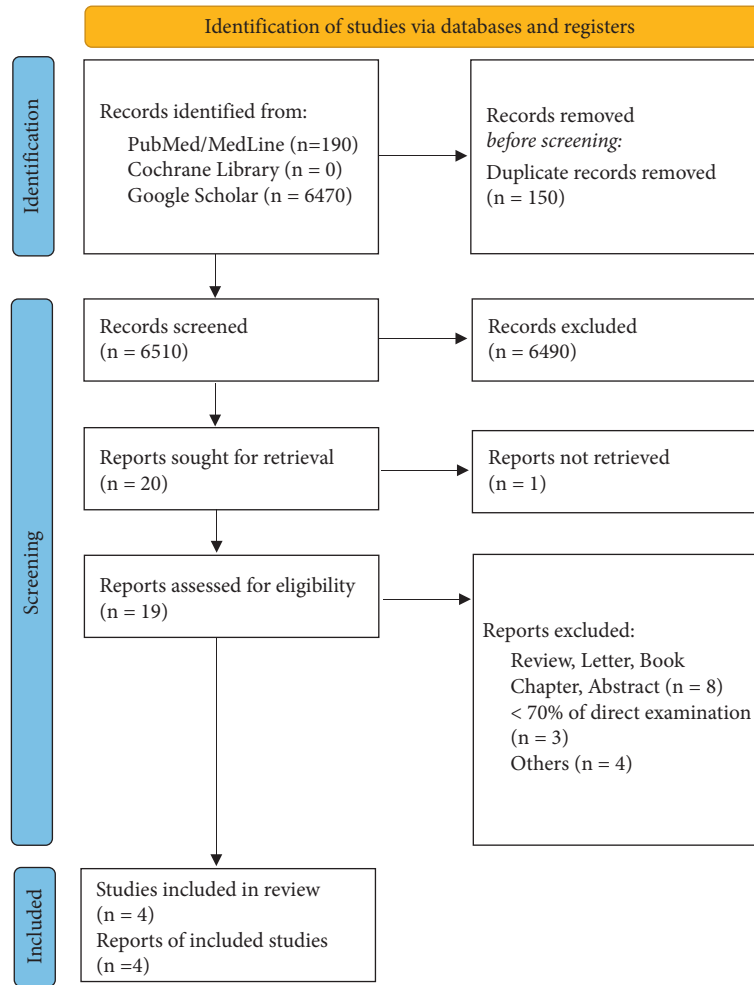 Identification of studies via databases and registers
Identification
Records identified from:
PubMed/MedLine (n=190)
Cochrane Library (n = 0)
Google Scholar (n = 6470)
Records removed
before screening:
Duplicate records removed
(n = 150)
Screening
Records screened
(n = 6510)
Records excluded
(n = 6490)
Reports sought for retrieval
(n = 20)
Reports not retrieved
(n = 1)
Reports assessed for eligibility
(n = 19)
Reports excluded:
Review, Letter, Book
Chapter, Abstract (n = 8)
< 70% of direct examination
(n = 3)
Others (n = 4)
Included
Studies included in review
(n = 4)
Reports of included studies
(n =4)